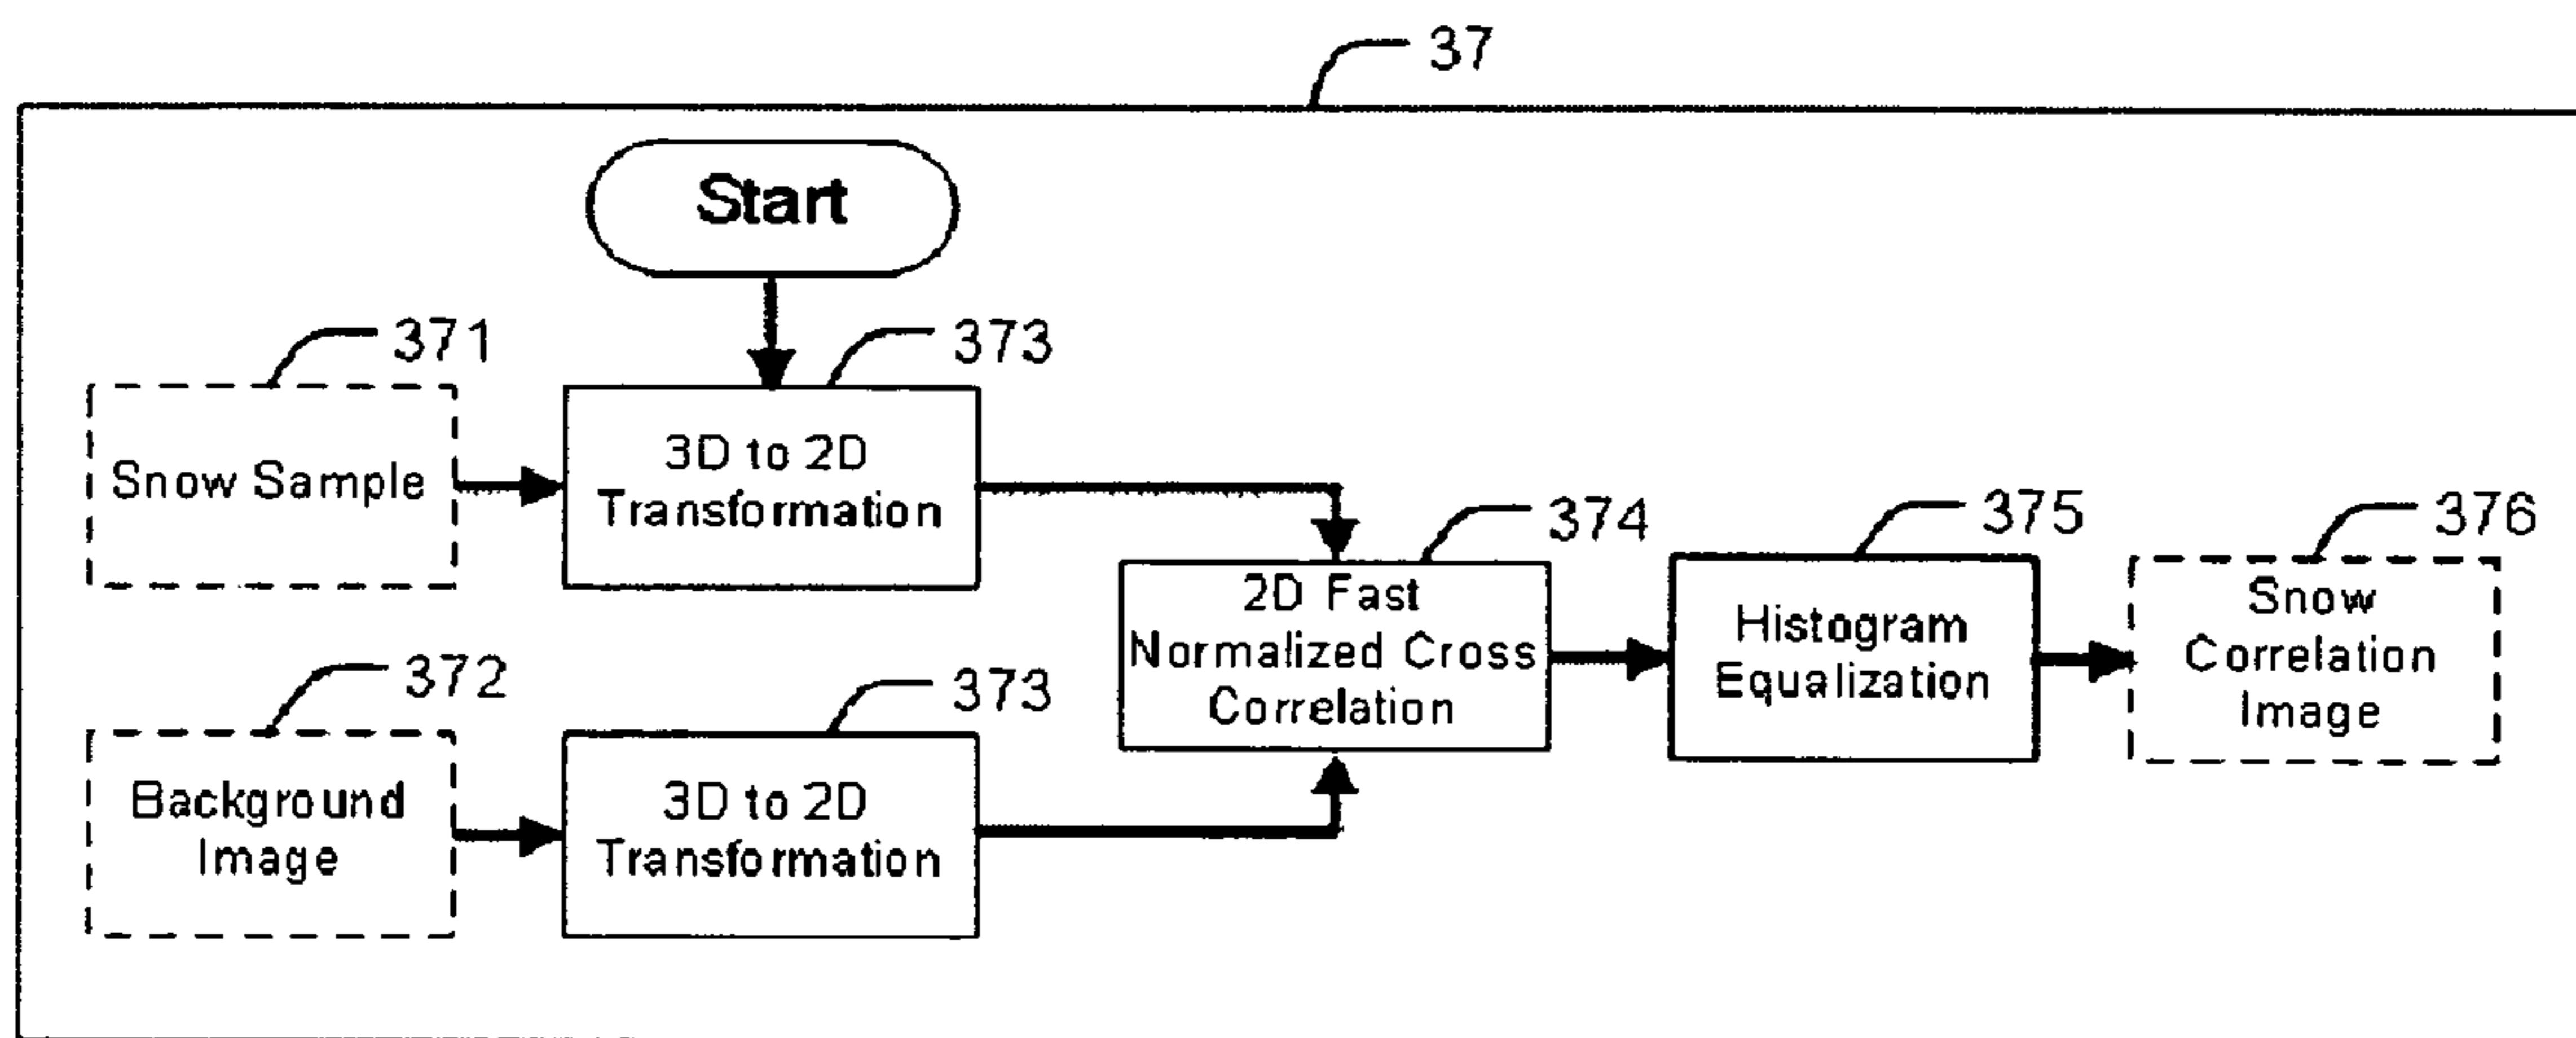 37
Start
371
373
Snow Sample
3D to 2D
Transformation
374
375
376
2D Fast
Normalized Cross
Correlation
Histogram
Equalization
Snow
Correlation
Image
372
373
Background
Image
3D to 2D
Transformation